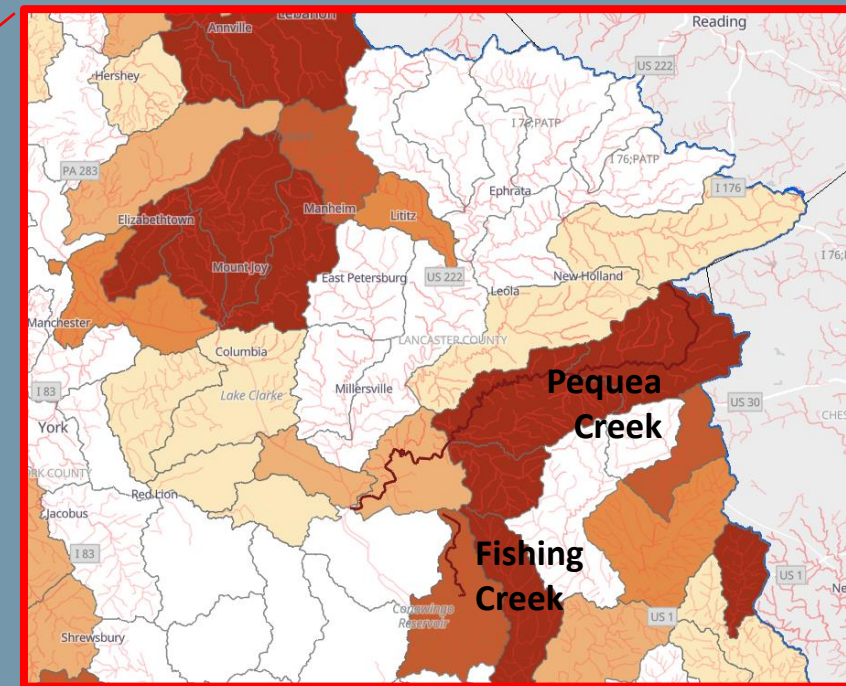 Lebanon
Annville
Reading
Hershey
US 222
I 76;PATP
PA 283
I 76;PATP
I 176
Ephrata
Manheim
Lititz
Elizabethtown
Mount Joy
East Petersburg
US 222
New Holland
Leola
Manchester
LANCASTER COUNTY
Columbia
Lake Clarke
Millersville
Pequea
Creek
I 83
US 30
York
Red Lion
Jacobus
I 83
Fishing
Creek
Conowingo
Reservoir
US 1
US 1
Shrewsbury